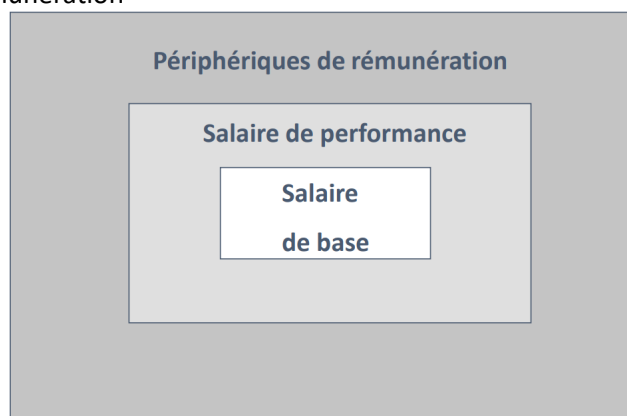 Périphériques de rémunération
Salaire de performance
Salaire
de base